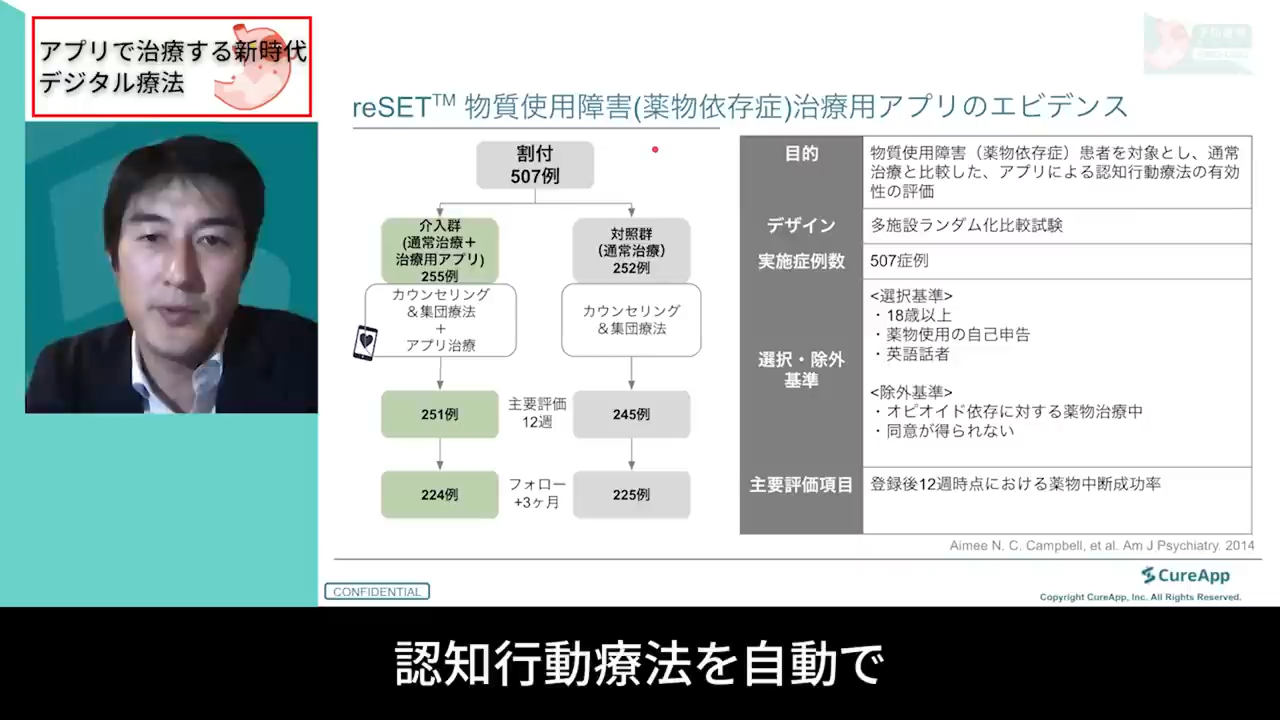 アプリで治療する新時代
デジタル療法
reSET™ 物質使用障害(薬物依存症)治療用アプリのエビデンス
割付
507例
介入群
(通常治療＋
治療用アプリ)
255例
対照群
（通常治療）
252例
カウンセリング
＆集団療法
＋
アプリ治療
カウンセリング
＆集団療法
251例
主要評価
12週
245例
224例
フォロー
+3ヶ月
225例
目的
物質使用障害（薬物依存症）患者を対象とし、通常
治療と比較した、アプリによる認知行動療法の有効
性の評価
デザイン
多施設ランダム化比較試験
実施症例数
507症例
選択・除外
基準
<選択基準>
・18歳以上
・薬物使用の自己申告
・英語話者
<除外基準>
・オピオイド依存に対する薬物治療中
・同意が得られない
主要評価項目
登録後12週時点における薬物中断成功率
Aimee N. C. Campbell, et al. Am J Psychiatry. 2014
CONFIDENTIAL
CureApp
Copyright CureApp, Inc. All Rights Reserved.
認知行動療法を自動で